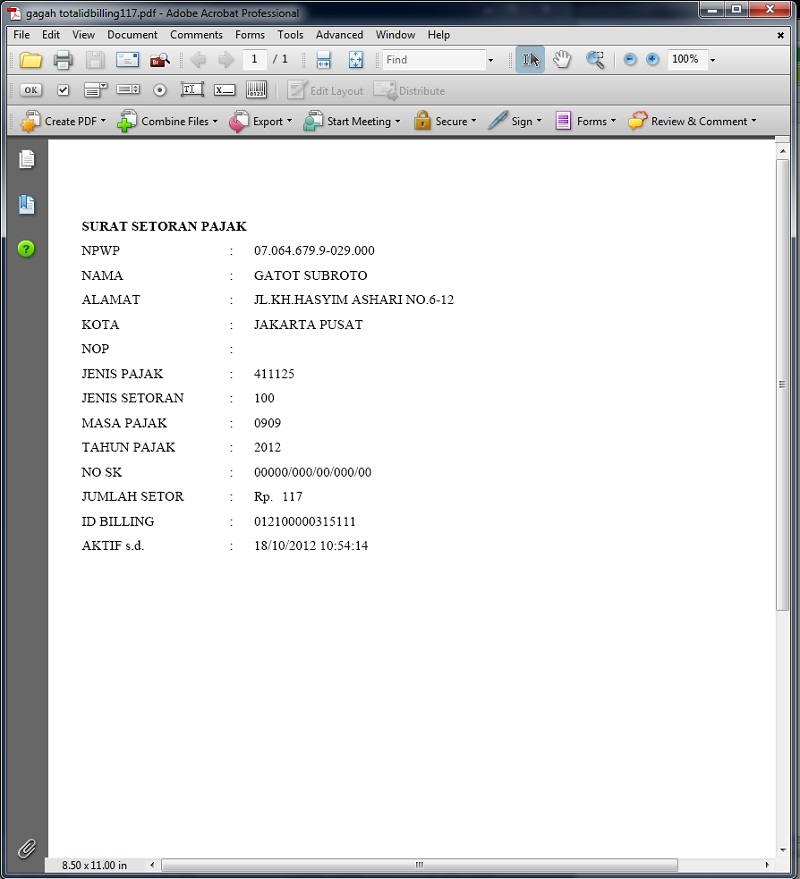 gagah totalidbilling117.pdf - Adobe Acrobat Professional
File Edit View Document Comments Forms Tools Advanced Window Help
1 / 1 Find 100%
OK Edit Layout Distribute
Create PDF Combine Files Export Start Meeting Secure Sign Forms Review & Comment
SURAT SETORAN PAJAK
NPWP : 07.064.679.9-029.000
NAMA : GATOT SUBROTO
ALAMAT : JL.KH.HASYIM ASHARI NO.6-12
KOTA : JAKARTA PUSAT
NOP :
JENIS PAJAK : 411125
JENIS SETORAN : 100
MASA PAJAK : 0909
TAHUN PAJAK : 2012
NO SK : 00000/000/00/000/00
JUMLAH SETOR : Rp. 117
ID BILLING : 012100000315111
AKTIF s.d. : 18/10/2012 10:54:14
8.50 x 11.00 in